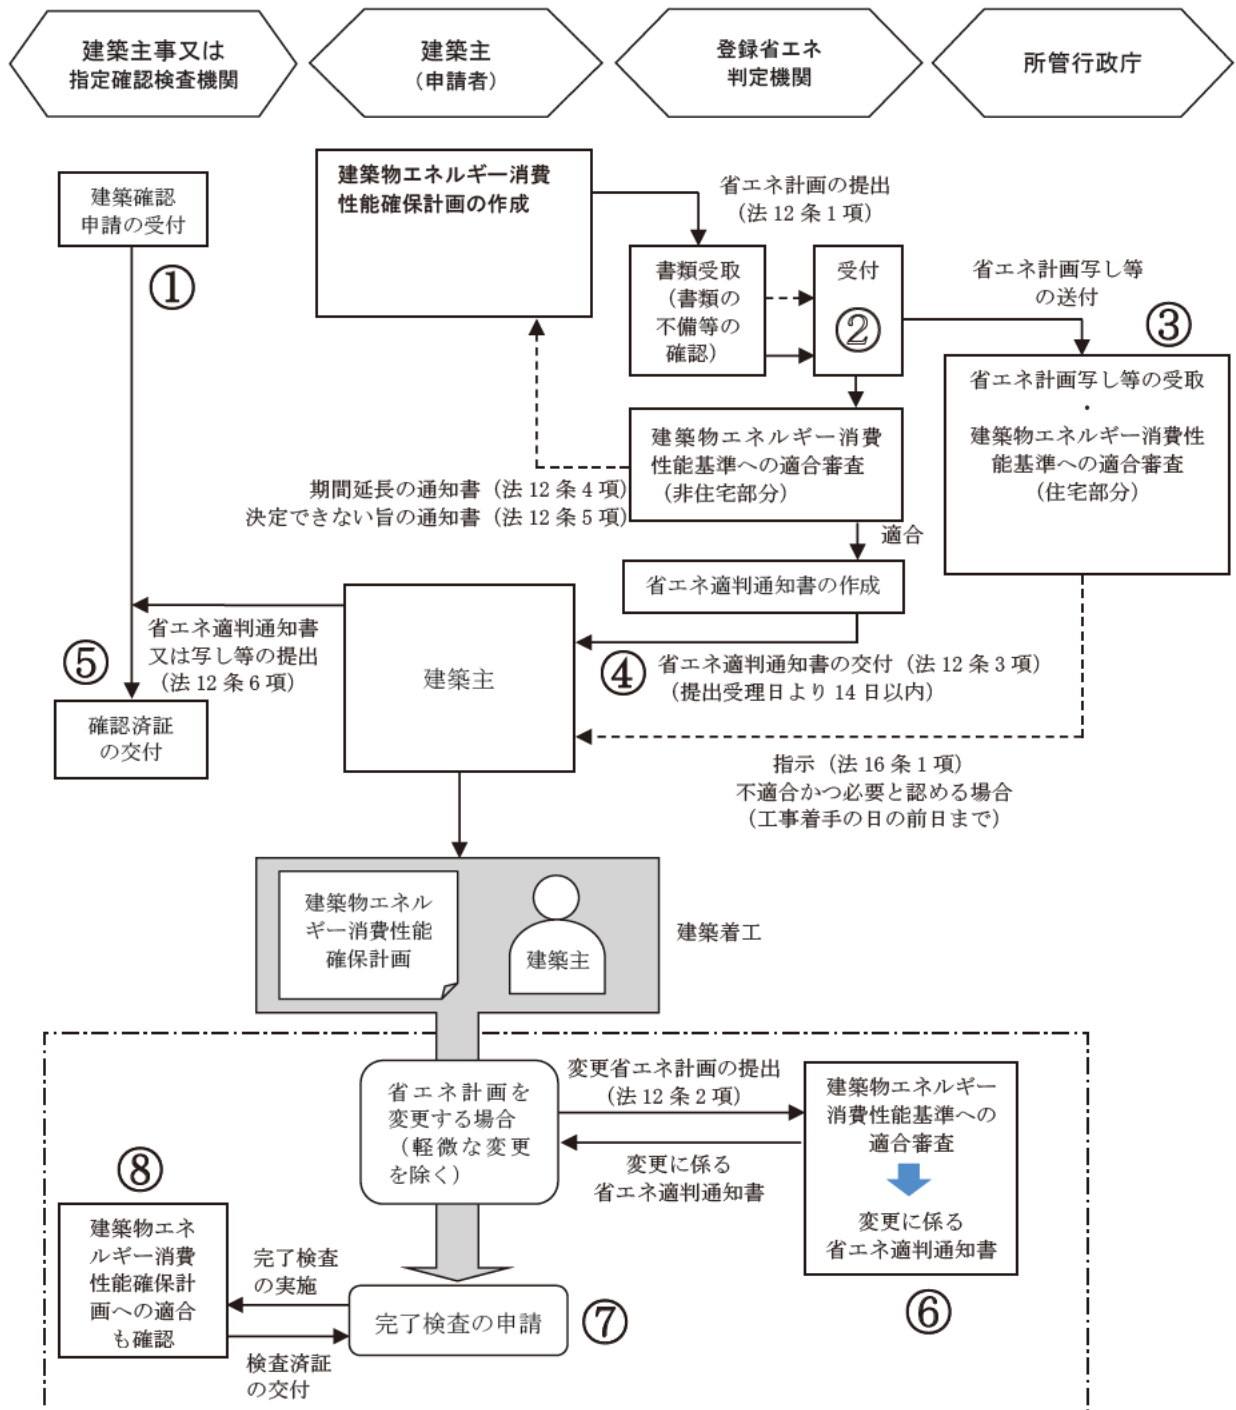 建築主事又は
指定確認検査機関
建築主
（申請者）
登録省エネ
判定機関
所管行政庁
建築確認
申請の受付
①
建築物エネルギー消費
性能確保計画の作成
省エネ計画の提出
（法 12 条 1 項）
書類受取
（書類の
不備等の
確認）
受付
②
省エネ計画写し等
の送付
③
省エネ計画写し等の受取
・
建築物エネルギー消費性
能基準への適合審査
（住宅部分）
建築物エネルギー消費
性能基準への適合審査
（非住宅部分）
期間延長の通知書（法 12 条 4 項）
決定できない旨の通知書（法 12 条 5 項）
適合
省エネ適判通知書の作成
省エネ適判通知書
又は写し等の提出
（法 12 条 6 項）
⑤
確認済証
の交付
建築主
④
省エネ適判通知書の交付（法 12 条 3 項）
（提出受理日より 14 日以内）
指示（法 16 条 1 項）
不適合かつ必要と認める場合
（工事着手の日の前日まで）
建築物エネル
ギー消費性能
確保計画
建築主
建築着工
省エネ計画を
変更する場合
（軽微な変更
を除く）
変更省エネ計画の提出
（法 12 条 2 項）
変更に係る
省エネ適判通知書
建築物エネルギー
消費性能基準への
適合審査
変更に係る
省エネ適判通知書
⑥
⑧
建築物エネ
ルギー消費
性能確保計
画への適合
も確認
完了検査
の実施
検査済証
の交付
完了検査の申請
⑦